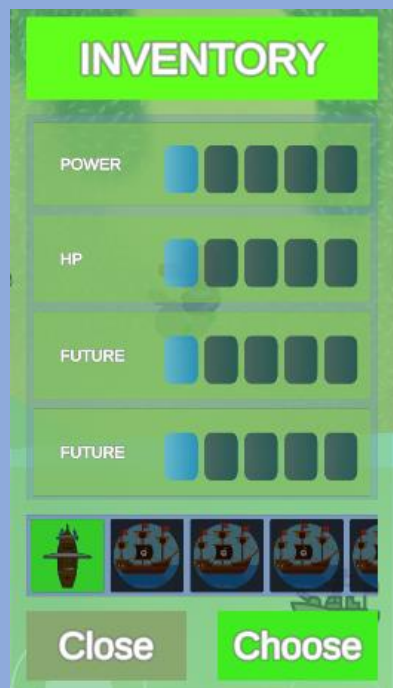 INVENTORY
POWER
HP
FUTURE
FUTURE
Close
Choose